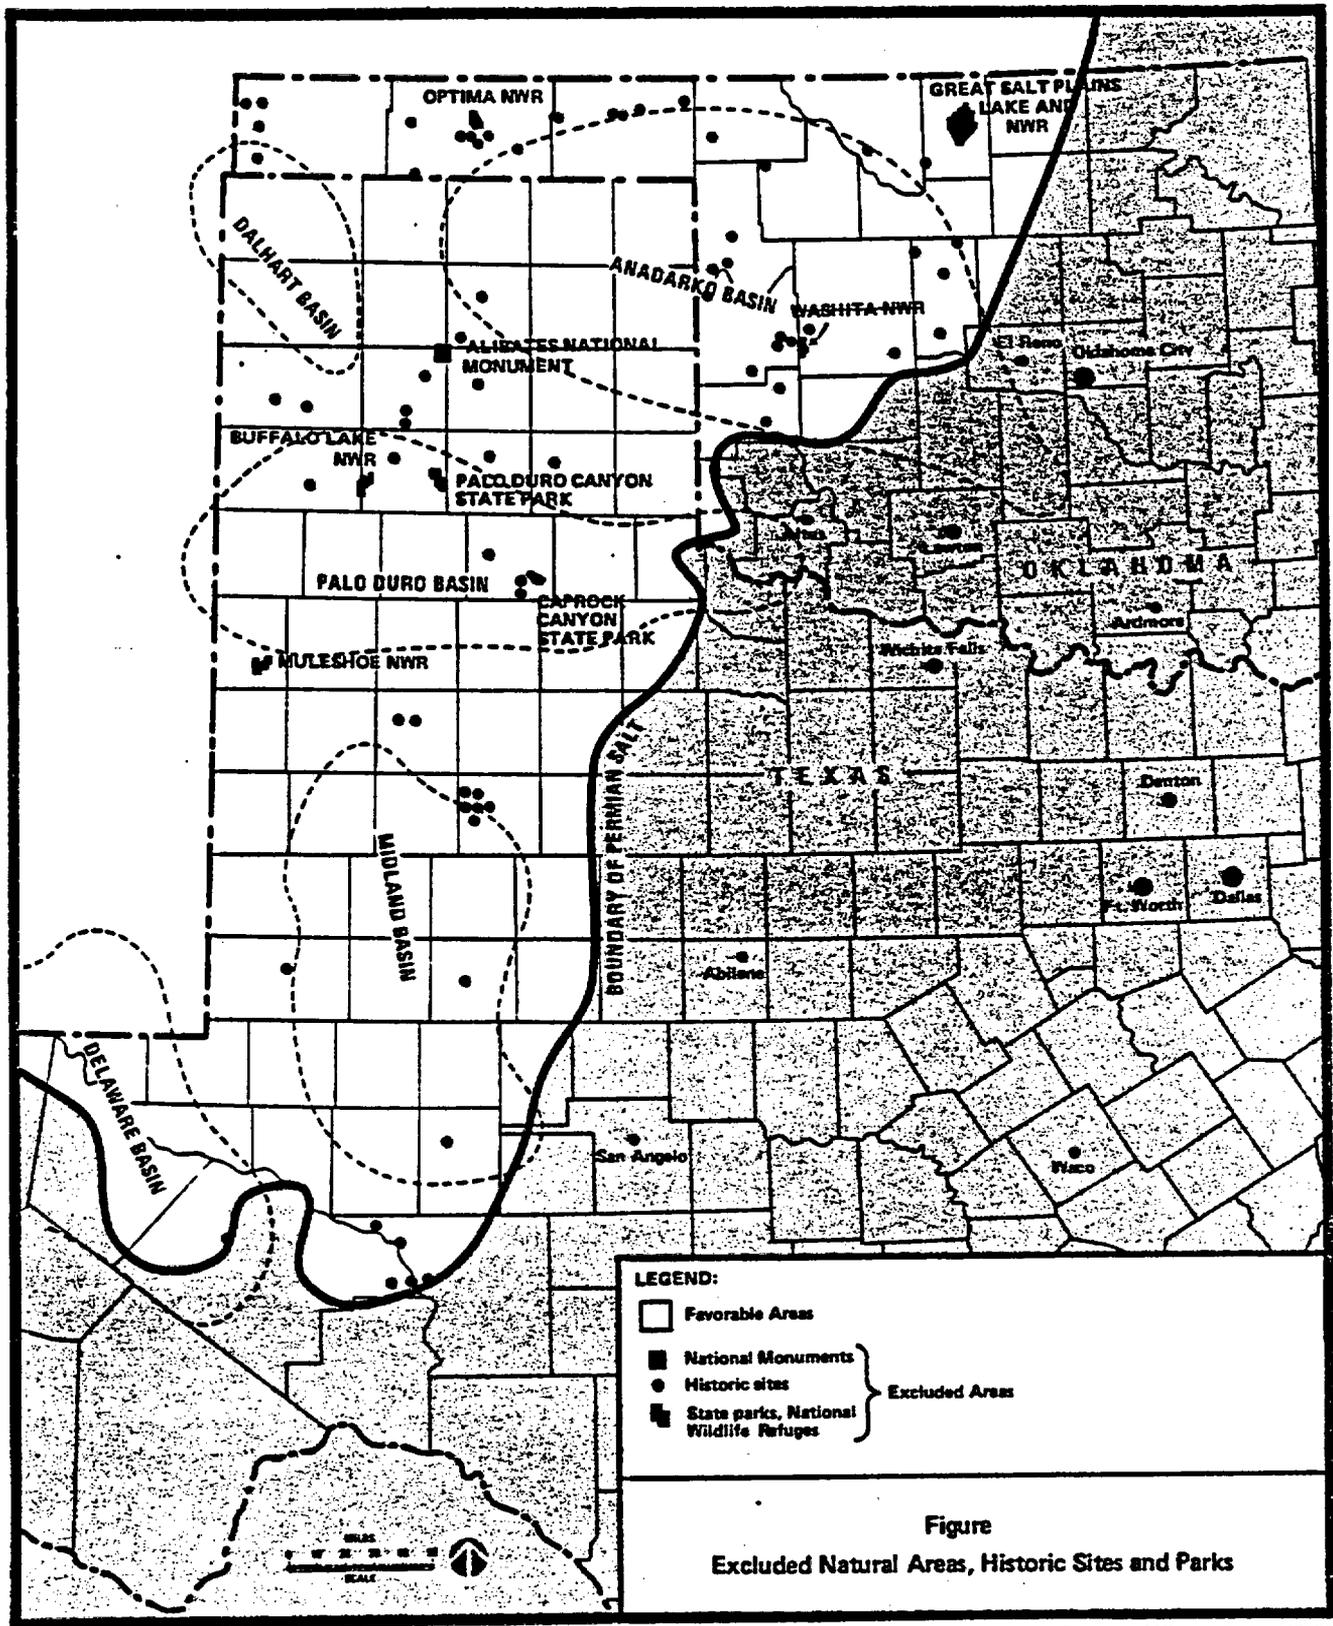 OPTIMA NWR
GREAT SALT PLAINS
LAKE AND
NWR
DALHART BASIN
ANADARKO BASIN
WASHITA NWR
ALIBATES NATIONAL
MONUMENT
El Reno
Oklahoma City
BUFFALO LAKE
NWR
PALO DURO CANYON
STATE PARK
Altus
Lawton
OKLAHOMA
PALO DURO BASIN
CAPROCK
CANYON
STATE PARK
Ardmore
MULESHOE NWR
Wichita Falls
BOUNDARY OF PERMIAN SALT
TEXAS
Denton
MIDLAND BASIN
Ft. Worth
Dallas
Abilene
DELAWARE BASIN
San Angelo
Waco
LEGEND:
Favorable Areas
National Monuments
Historic sites
State parks, National
Wildlife Refuges
Excluded Areas
MILES
SCALE
Figure
Excluded Natural Areas, Historic Sites and Parks